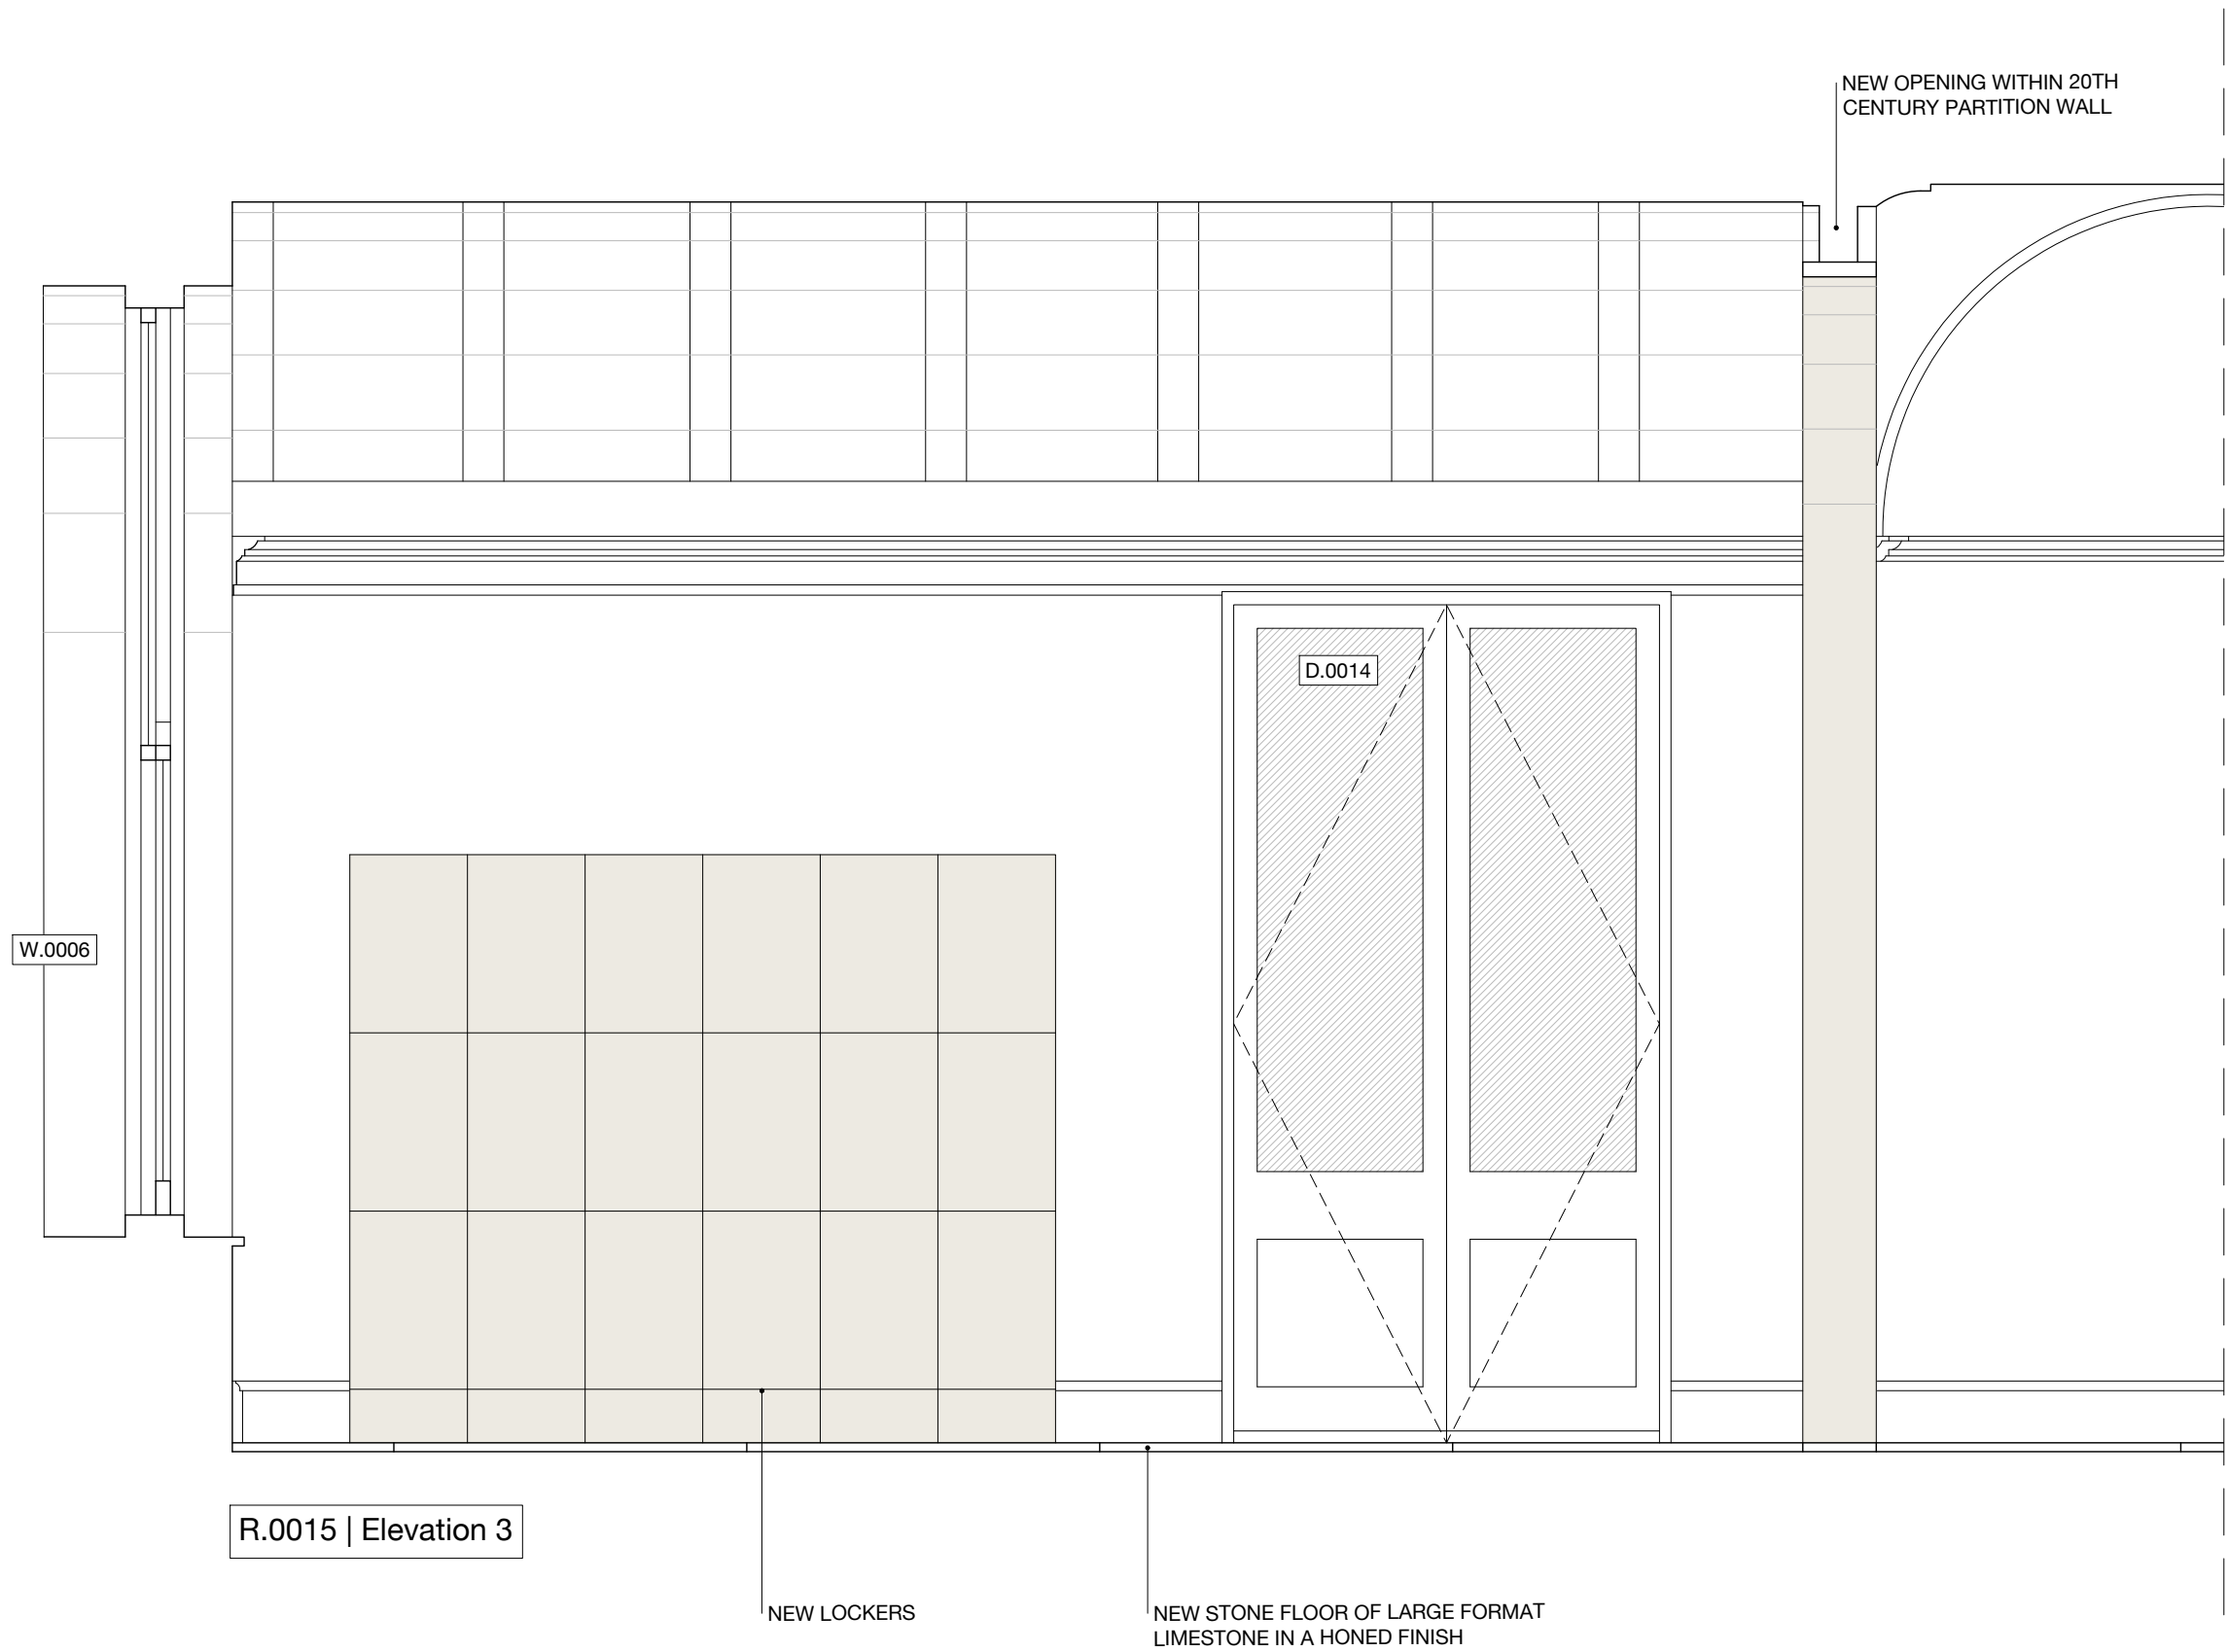 NEW OPENING WITHIN 20TH
CENTURY PARTITION WALL
D.0014
W.0006
R.0015 | Elevation 3
NEW LOCKERS
NEW STONE FLOOR OF LARGE FORMAT
LIMESTONE IN A HONED FINISH